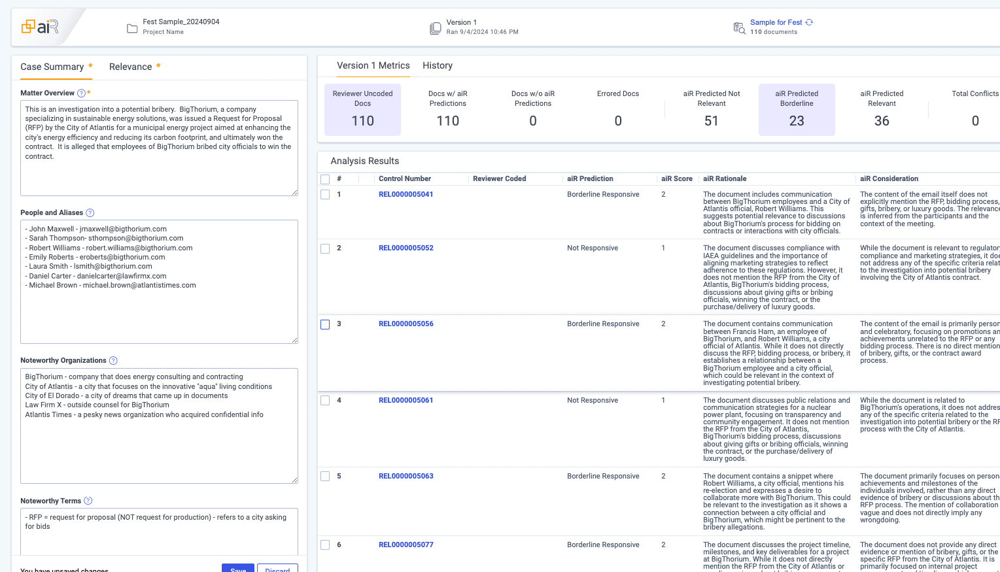 aiR
Fest Sample_20240904
Project Name
Version 1
Ran 9/4/2024 10:46 PM
Sample for Fest
110 documents
Case Summary *
Relevance *
Matter Overview ? *
This is an investigation into a potential bribery.  BigThorium, a company
specializing in sustainable energy solutions, was issued a Request for Proposal
(RFP) by the City of Atlantis for a municipal energy project aimed at enhancing the
city's energy efficiency and reducing its carbon footprint, and ultimately won the
contract.  It is alleged that employees of BigThorium bribed city officials to win the
contract.
People and Aliases ?
- John Maxwell - jmaxwell@bigthorium.com
- Sarah Thompson- sthompson@bigthorium.com
- Robert Williams - robert.williams@bigthorium.com
- Emily Roberts - eroberts@bigthorium.com
- Laura Smith - lsmith@bigthorium.com
- Daniel Carter - danielcarter@lawfirmx.com
- Michael Brown - michael.brown@atlantistimes.com
Noteworthy Organizations ?
BigThorium - company that does energy consulting and contracting
City of Atlantis - a city that focuses on the innovative "aqua" living conditions
City of El Dorado - a city of dreams that came up in documents
Law Firm X - outside counsel for BigThorium
Atlantis Times - a pesky news organization who acquired confidential info
Noteworthy Terms ?
- RFP = request for proposal (NOT request for production) - refers to a city asking
for bids
You have unsaved changes
Save
Discard
Version 1 Metrics
History
Reviewer Uncoded
Docs
110
Docs w/ aiR
Predictions
110
Docs w/o aiR
Predictions
0
Errored Docs
0
aiR Predicted Not
Relevant
51
aiR Predicted
Borderline
23
aiR Predicted
Relevant
36
Total Conflicts
0
Analysis Results
#
Control Number
Reviewer Coded
aiR Prediction
aiR Score
aiR Rationale
aiR Consideration
1
REL0000005041
Borderline Responsive
2
The document includes communication
between BigThorium employees and a City of
Atlantis official, Robert Williams. This
suggests potential relevance to discussions
about BigThorium's process for bidding on
contracts or interactions with city officials.
The content of the email itself does not
explicitly mention the RFP, bidding process,
gifts, bribery, or luxury goods. The relevance
is inferred from the participants and the
context of the meeting.
2
REL0000005052
Not Responsive
1
The document discusses compliance with
IAEA guidelines and the importance of
aligning marketing strategies to reflect
adherence to these regulations. However, it
does not mention the RFP from the City of
Atlantis, BigThorium's bidding process,
discussions about giving gifts or bribing
officials, winning the contract, or the
purchase/delivery of luxury goods.
While the document is relevant to regulatory
compliance and marketing strategies, it doe
not address any of the specific criteria relat
to the investigation into potential bribery
involving the City of Atlantis contract.
3
REL0000005056
Borderline Responsive
2
The document contains communication
between Francis Ham, an employee of
BigThorium, and Robert Williams, a city
official of Atlantis. While it does not directly
discuss the RFP, bidding process, or bribery, it
establishes a relationship between a
BigThorium employee and a city official,
which could be relevant in the context of
investigating potential bribery.
The content of the email is primarily person
and celebratory, focusing on promotions an
achievements unrelated to the RFP or any
bidding process. There is no direct mention
of bribery, gifts, or the contract award
process.
4
REL0000005061
Not Responsive
1
The document discusses public relations and
communication strategies for a nuclear
power plant, focusing on transparency and
community engagement. It does not mention
the RFP from the City of Atlantis,
BigThorium's bidding process, discussions
about giving gifts or bribing officials, winning
the contract, or the purchase/delivery of
luxury goods.
While the document is related to
BigThorium's operations, it does not addres
any of the specific criteria related to the
investigation into potential bribery or the RF
process with the City of Atlantis.
5
REL0000005063
Borderline Responsive
2
The document contains a snippet where
Robert Williams, a city official, mentions his
re-election and expresses a desire to
collaborate more with BigThorium. This could
be relevant to the investigation as it shows a
connection between a city official and
BigThorium, which might be pertinent to the
bribery allegations.
The document primarily focuses on persona
achievements and milestones of the
individuals involved, rather than any direct
evidence of bribery or discussions about th
RFP process. The mention of collaboration
vague and does not directly imply any
wrongdoing.
6
REL0000005077
Borderline Responsive
2
The document discusses the project timeline,
milestones, and key deliverables for a project
at BigThorium. While it does not directly
mention the RFP from the City of Atlantis or
The document does not provide any direct
evidence or mention of bribery, gifts, or the
specific RFP from the City of Atlantis. It is
primarily focused on internal project